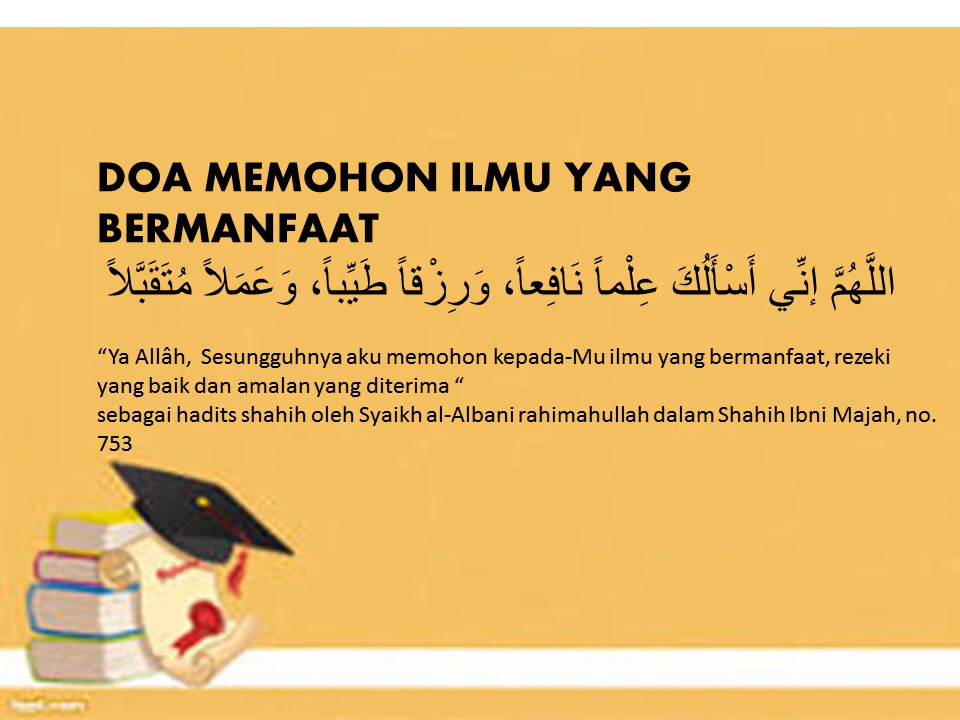 DOA MEMOHON ILMU YANG
BERMANFAAT
اللَّهُمَّ إنِّي أَسْأَلُكَ عِلْماً نَافِعاً، وَرِزْقاً طَيِّباً، وَعَمَلاً مُتَقَبَّلاً
“Ya Allâh, Sesungguhnya aku memohon kepada-Mu ilmu yang bermanfaat, rezeki
yang baik dan amalan yang diterima “
sebagai hadits shahih oleh Syaikh al-Albani rahimahullah dalam Shahih Ibni Majah, no.
753